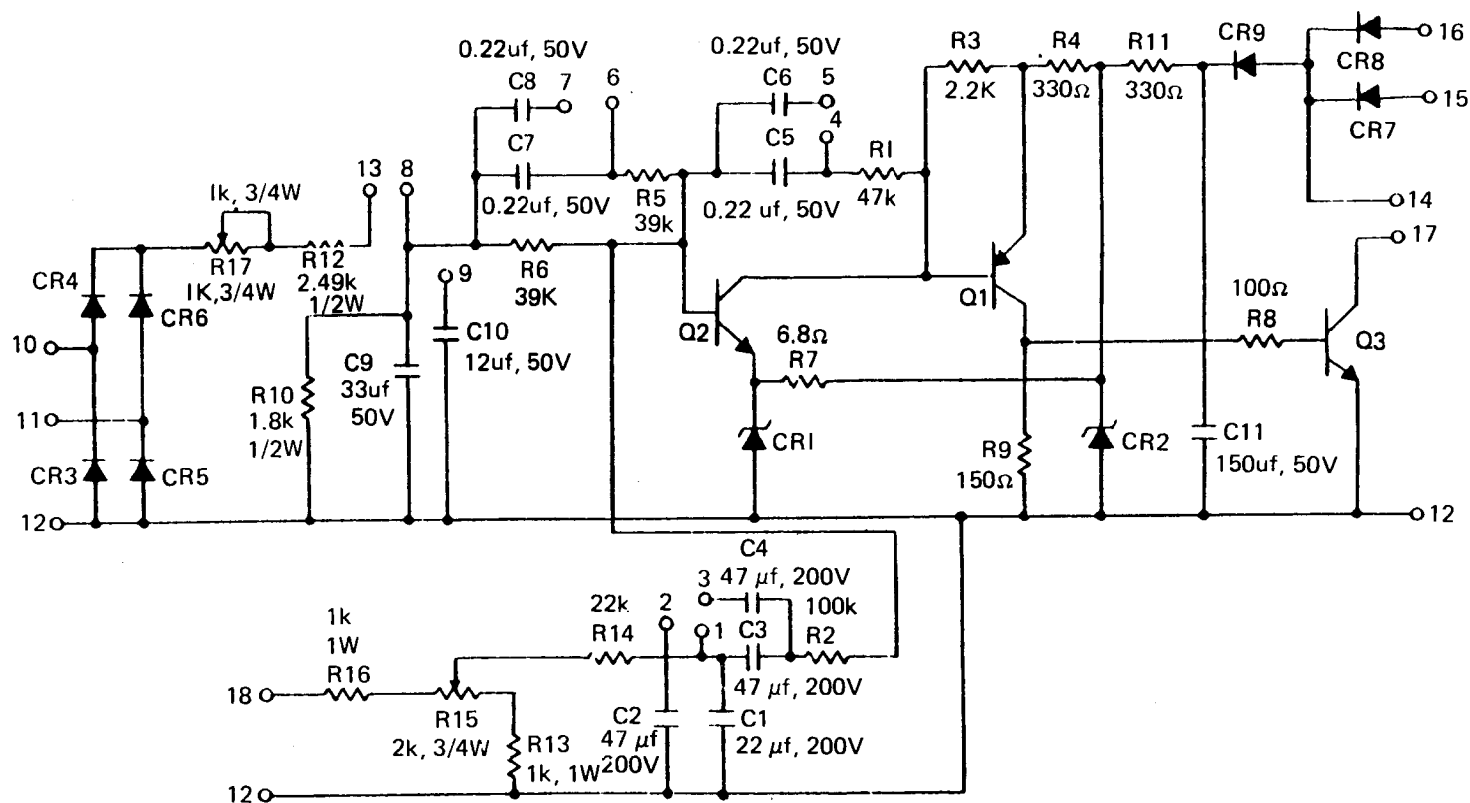 0.22uf, 50V
C8
7
6
C7
0.22uf, 50V
R5
39k
0.22uf, 50V
C6
5
4
C5
0.22 uf, 50V
R1
47k
R3
2.2K
R4
330Ω
R11
330Ω
CR9
CR8
16
CR7
15
14
17
1k, 3/4W
13
8
R17
1K,3/4W
R12
2.49k
1/2W
9
R6
39K
CR4
CR6
10
11
CR3
CR5
12
R10
1.8k
1/2W
C9
33uf
50V
C10
12uf, 50V
Q2
6.8Ω
R7
CR1
Q1
R9
150Ω
CR2
C11
150uf, 50V
100Ω
R8
Q3
12
C4
47 µf, 200V
3
100k
22k
2
1
C3
R2
R14
47 µf, 200V
1k
1W
R16
18
R15
2k, 3/4W
R13
1k, 1W
C2
47 µf
200V
C1
22 µf, 200V
12